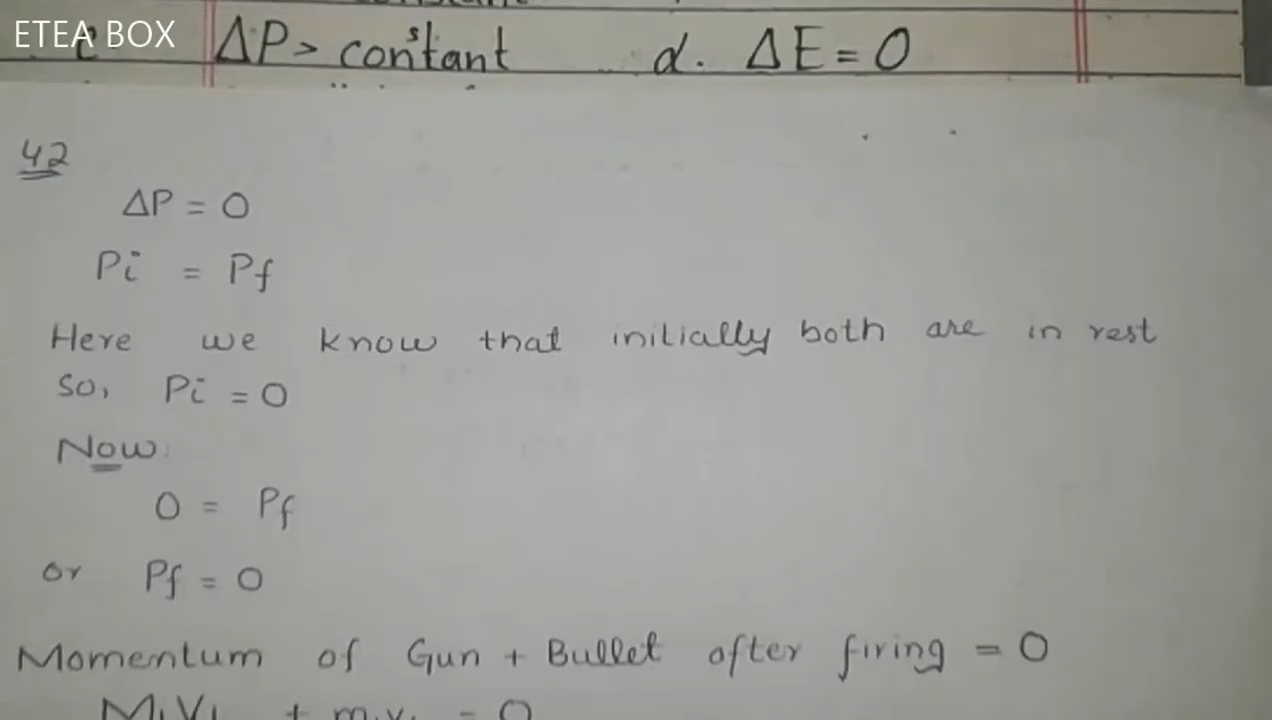 ETEA BOX
ΔP > constant d. ΔE = 0
42
ΔP = 0
Pi = Pf
Here we know that initially both are in rest
So, Pi = 0
Now
0 = Pf
or Pf = 0
Momentum of Gun + Bullet after firing = 0